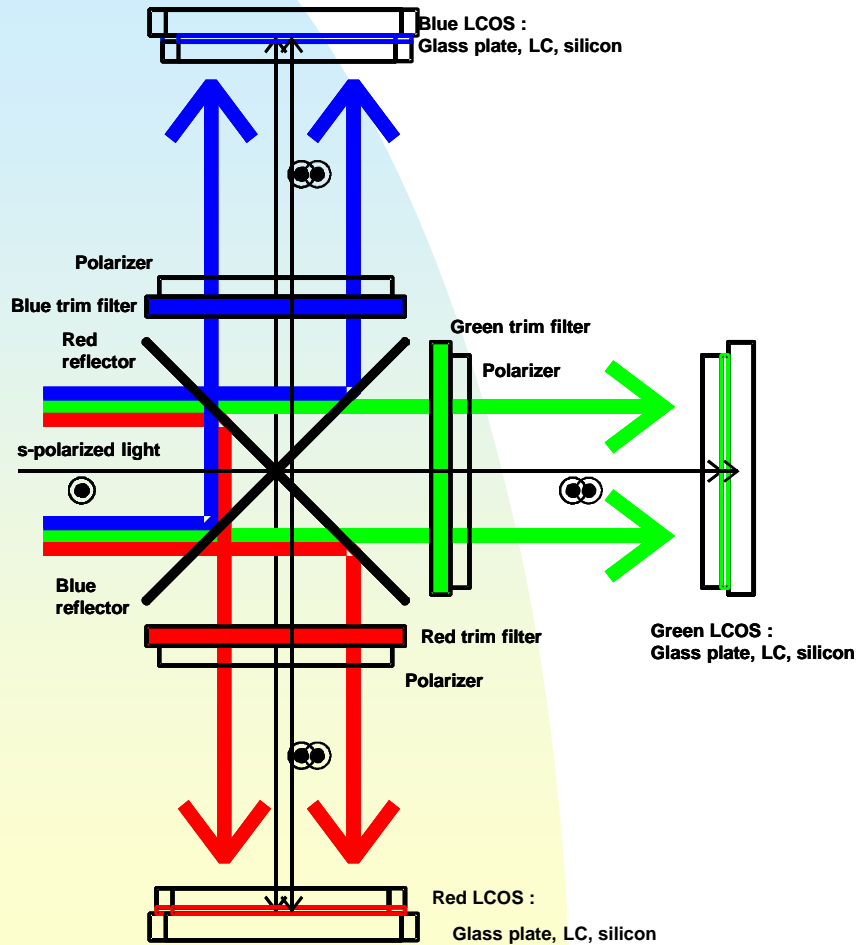 Blue LCOS :
Glass plate, LC, silicon
Polarizer
Blue trim filter
Red
reflector
Green trim filter
Polarizer
s-polarized light
Blue
reflector
Red trim filter
Polarizer
Green LCOS :
Glass plate, LC, silicon
Red LCOS :
Glass plate, LC, silicon